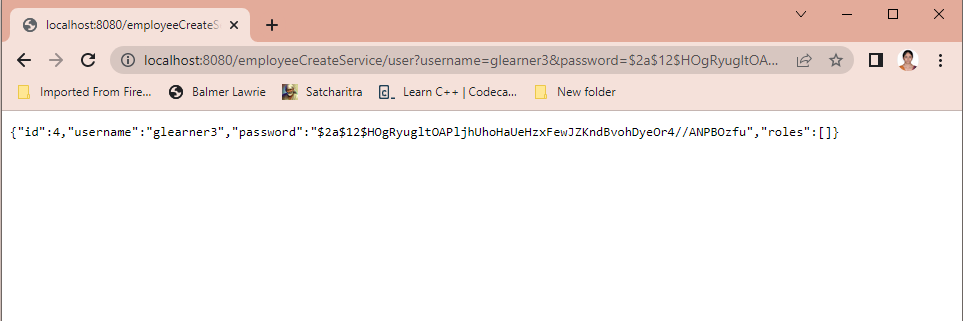 localhost:8080/employeeCreateS
localhost:8080/employeeCreateService/user?username=glearner3&password=$2a$12$HOgRyugltOA...
Imported From Fire... Balmer Lawrie Satcharitra Learn C++ | Codeca... New folder
{"id":4,"username":"glearner3","password":"$2a$12$HOgRyugltOAPljhUhoHaUeHzxFewJZKndBvohDyeOr4//ANPBOzfu","roles":[]}